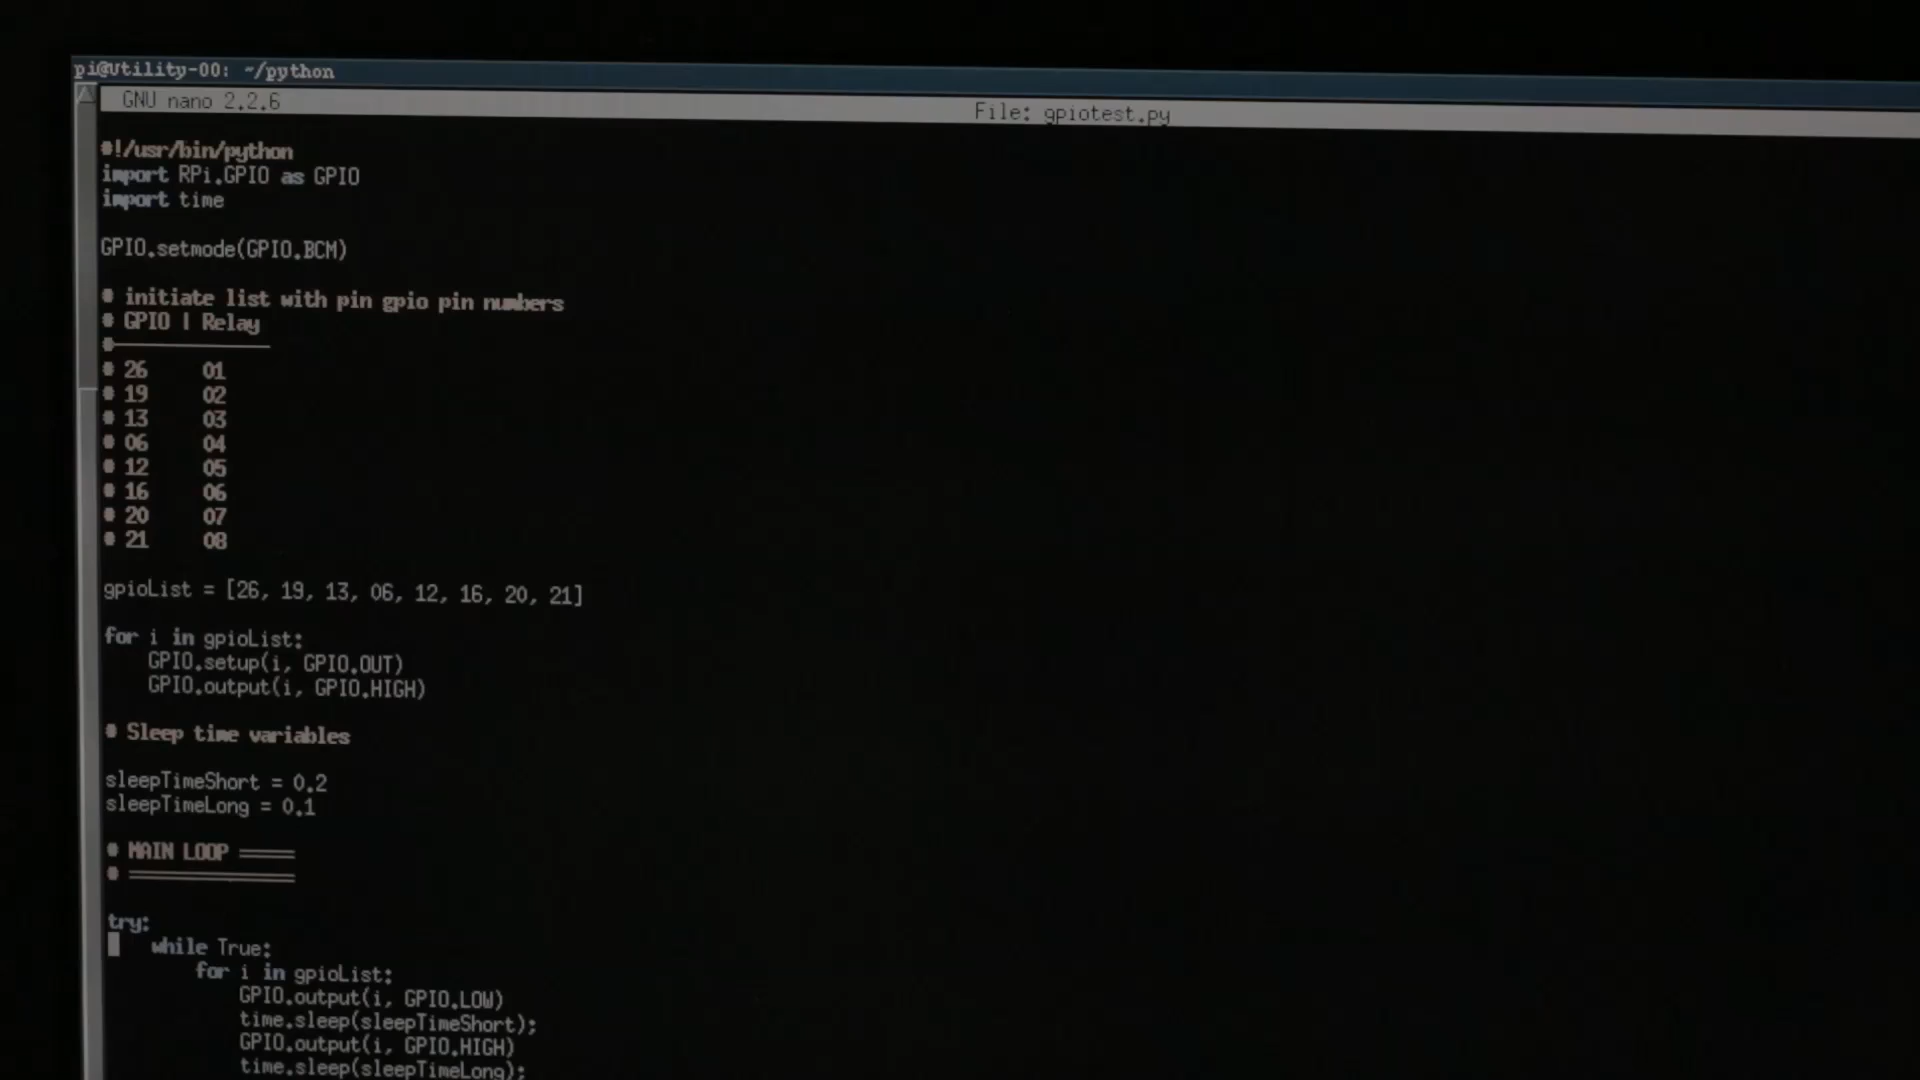 pi@Utility-00: ~/python
GNU nano 2.2.6 File: gpiotest.py
#!/usr/bin/python
import RPi.GPIO as GPIO
import time
GPIO.setmode(GPIO.BCM)
# initiate list with pin gpio pin numbers
# GPIO | Relay
#--------------
# 26 01
# 19 02
# 13 03
# 06 04
# 12 05
# 16 06
# 20 07
# 21 08
gpioList = [26, 19, 13, 06, 12, 16, 20, 21]
for i in gpioList:
GPIO.setup(i, GPIO.OUT)
GPIO.output(i, GPIO.HIGH)
# Sleep time variables
sleepTimeShort = 0.2
sleepTimeLong = 0.1
# MAIN LOOP =====
# ===============
try:
while True:
for i in gpioList:
GPIO.output(i, GPIO.LOW)
time.sleep(sleepTimeShort);
GPIO.output(i, GPIO.HIGH)
time.sleep(sleepTimeLong);